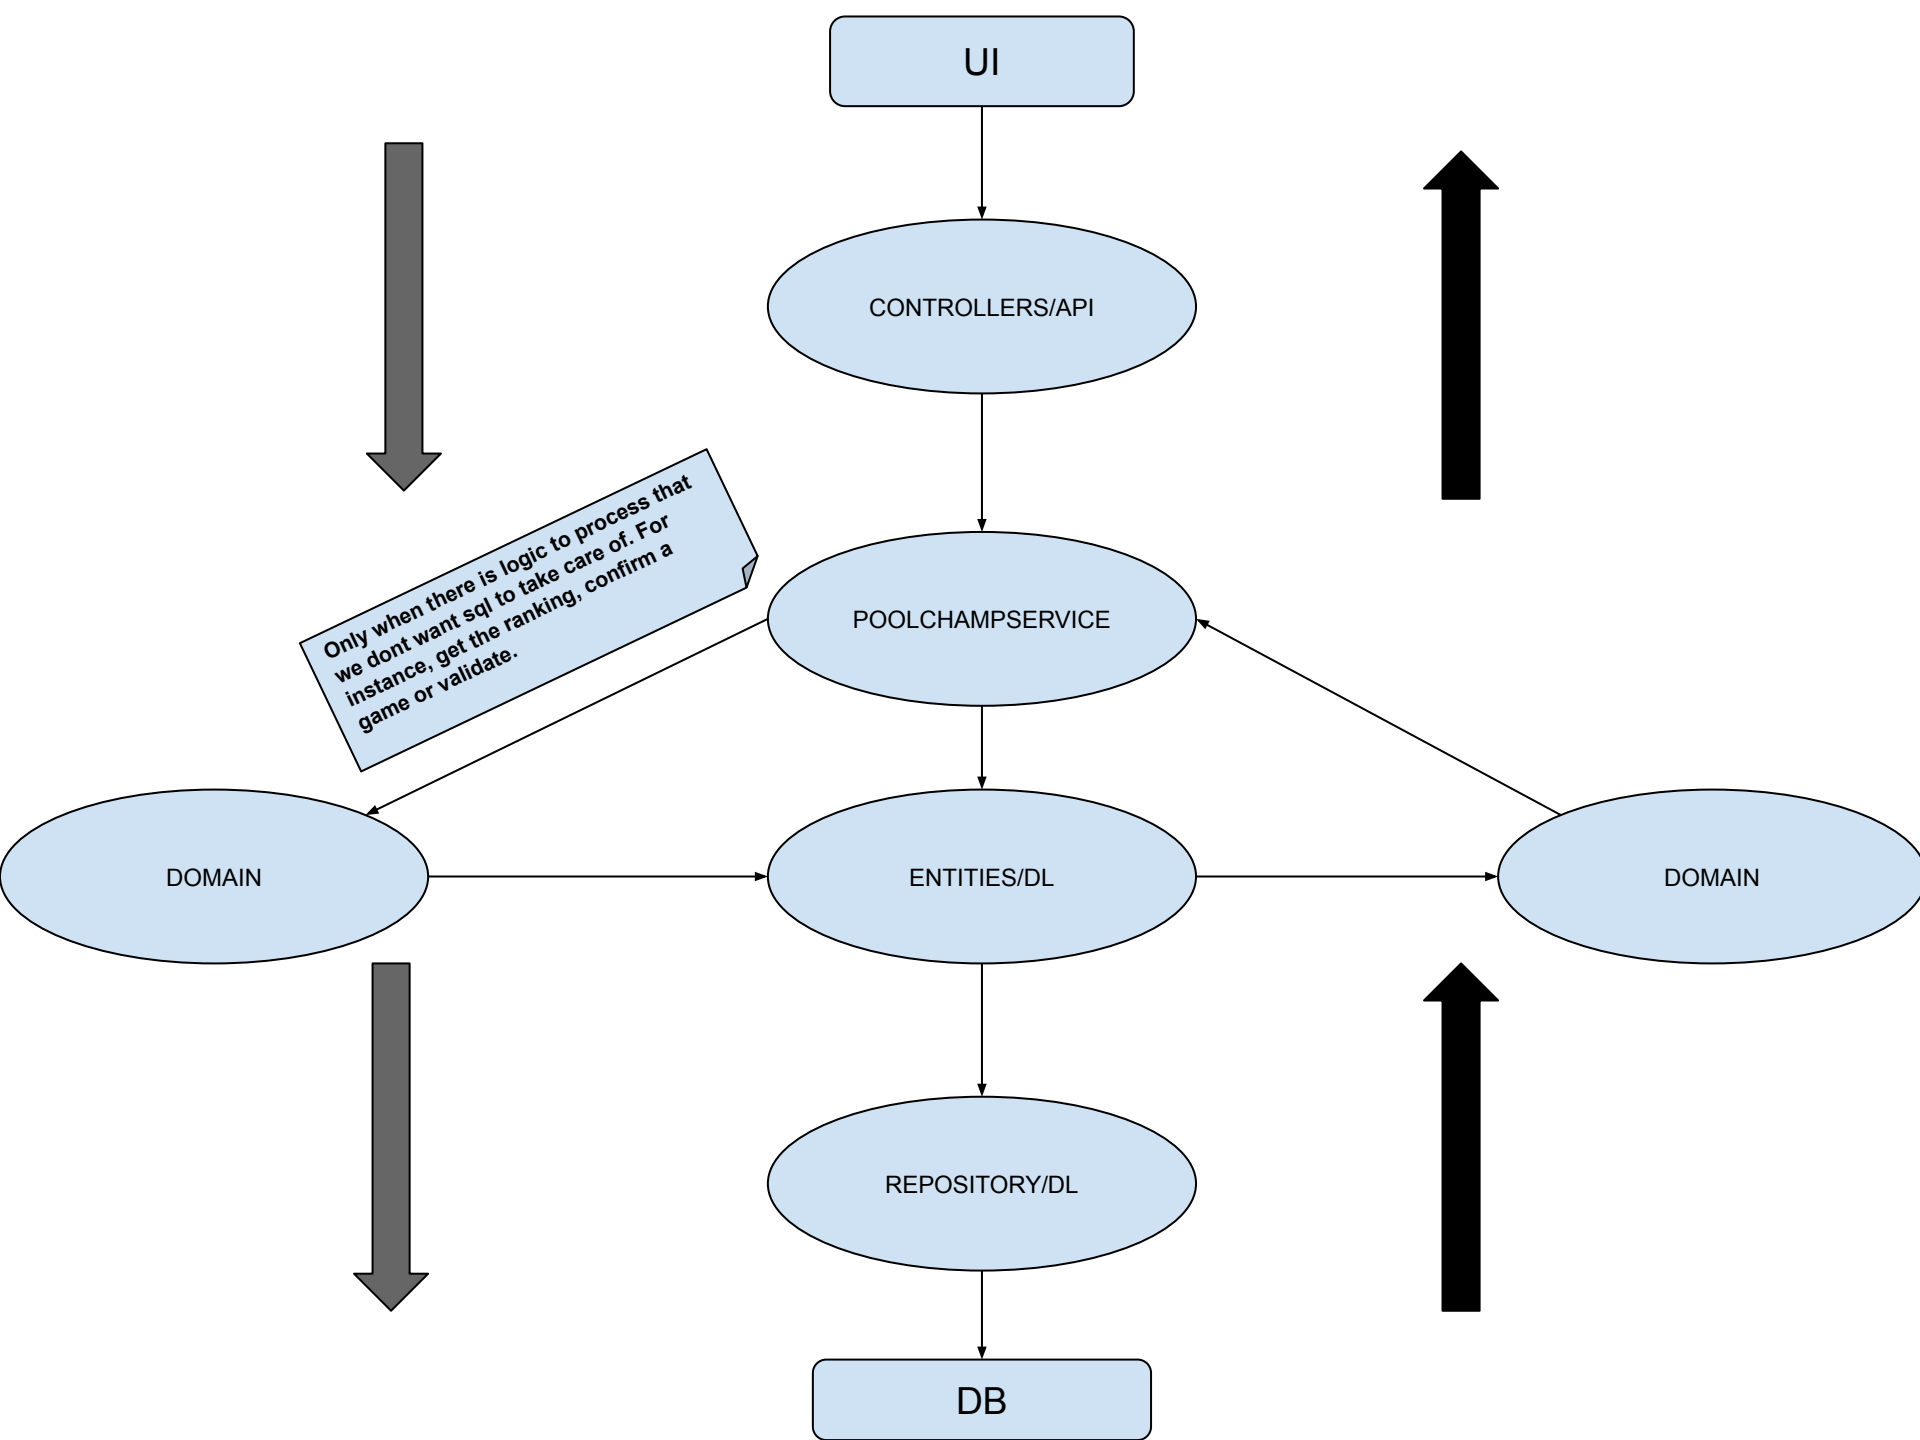 UI
CONTROLLERS/API
Only when there is logic to process that
we dont want sql to take care of. For
instance, get the ranking, confirm a
game or validate.
POOLCHAMPSERVICE
DOMAIN
ENTITIES/DL
DOMAIN
REPOSITORY/DL
DB